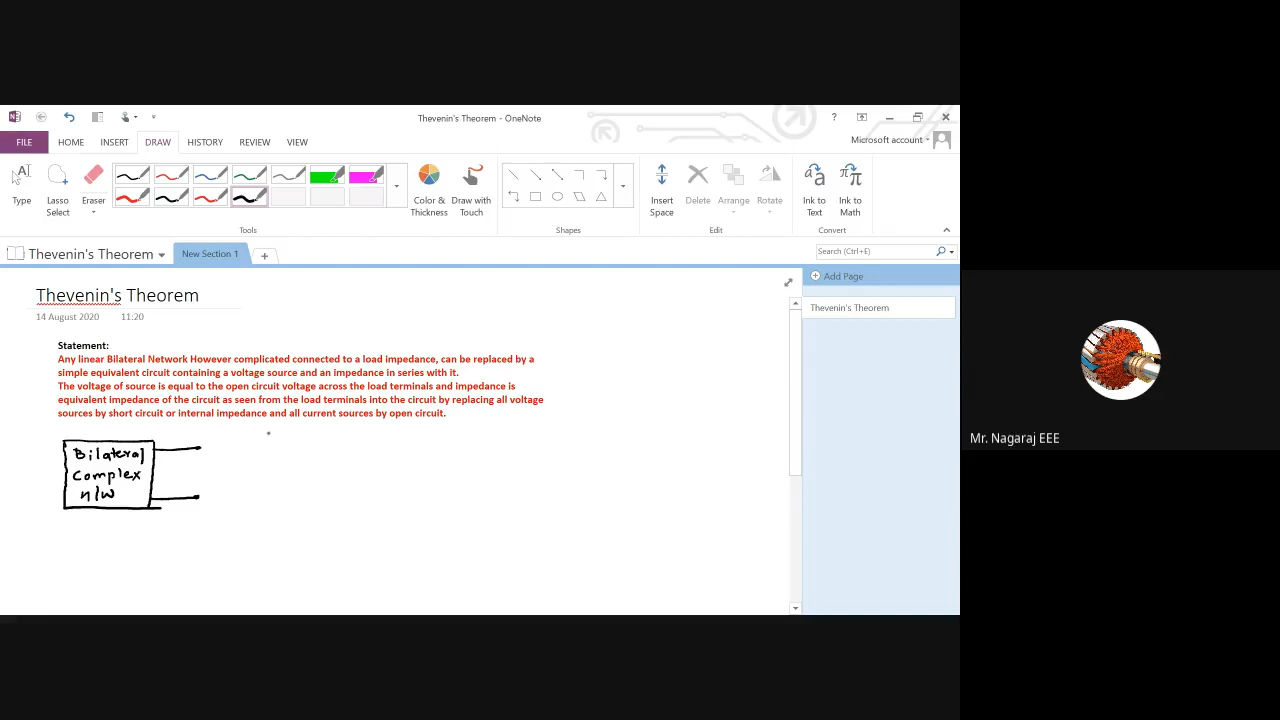 Thevenin's Theorem - OneNote
?
FILE
HOME
INSERT
DRAW
HISTORY
REVIEW
VIEW
Microsoft account
Type
Lasso
Select
Eraser
Color &
Thickness
Draw with
Touch
Insert
Space
Delete
Arrange
Rotate
Ink to
Text
Ink to
Math
Tools
Shapes
Edit
Convert
Thevenin's Theorem
New Section 1
Search (Ctrl+E)
Add Page
Thevenin's Theorem
Thevenin's Theorem
14 August 2020 11:20
Statement:
Any linear Bilateral Network However complicated connected to a load impedance, can be replaced by a
simple equivalent circuit containing a voltage source and an impedance in series with it.
The voltage of source is equal to the open circuit voltage across the load terminals and impedance is
equivalent impedance of the circuit as seen from the load terminals into the circuit by replacing all voltage
sources by short circuit or internal impedance and all current sources by open circuit.
Bilateral
Complex
n/w
Mr. Nagaraj EEE